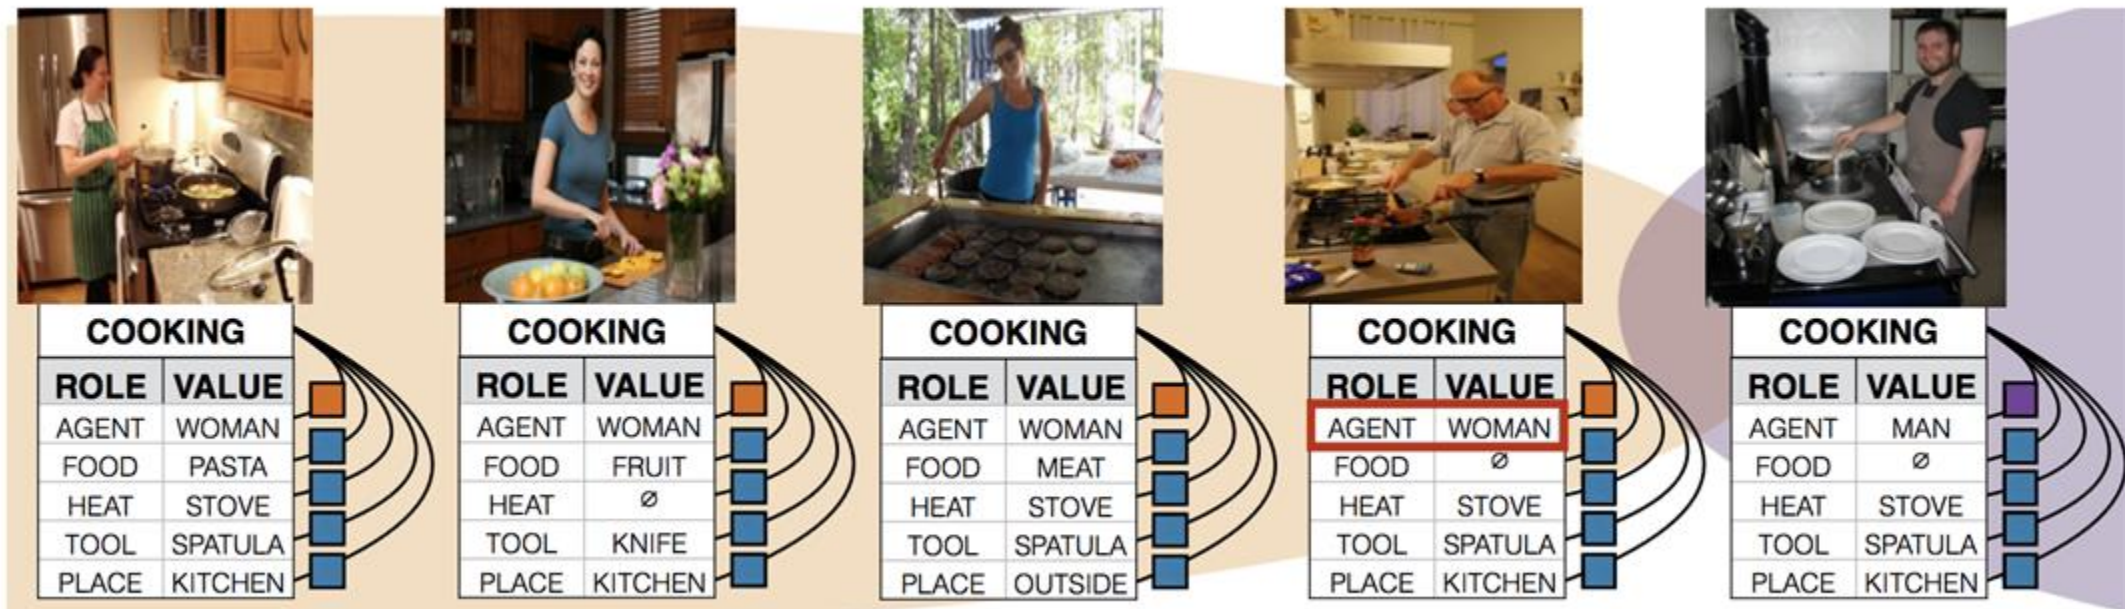 COOKING
ROLE VALUE
AGENT WOMAN
FOOD PASTA
HEAT STOVE
TOOL SPATULA
PLACE KITCHEN
COOKING
ROLE VALUE
AGENT WOMAN
FOOD FRUIT
HEAT ∅
TOOL KNIFE
PLACE KITCHEN
COOKING
ROLE VALUE
AGENT WOMAN
FOOD MEAT
HEAT STOVE
TOOL SPATULA
PLACE OUTSIDE
COOKING
ROLE VALUE
AGENT WOMAN
FOOD ∅
HEAT STOVE
TOOL SPATULA
PLACE KITCHEN
COOKING
ROLE VALUE
AGENT MAN
FOOD ∅
HEAT STOVE
TOOL SPATULA
PLACE KITCHEN